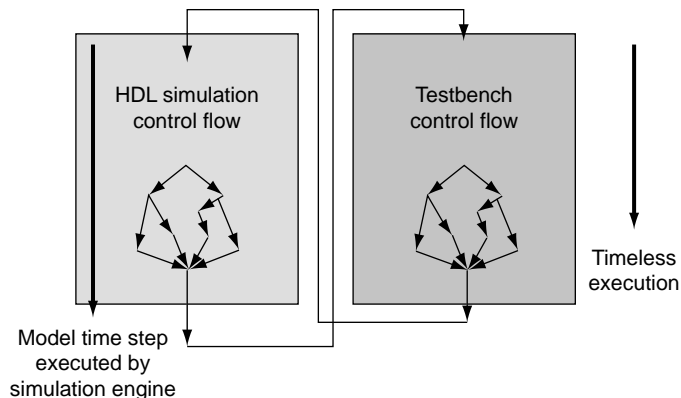 HDL simulation
control flow
Testbench
control flow
Timeless
execution
Model time step
executed by
simulation engine